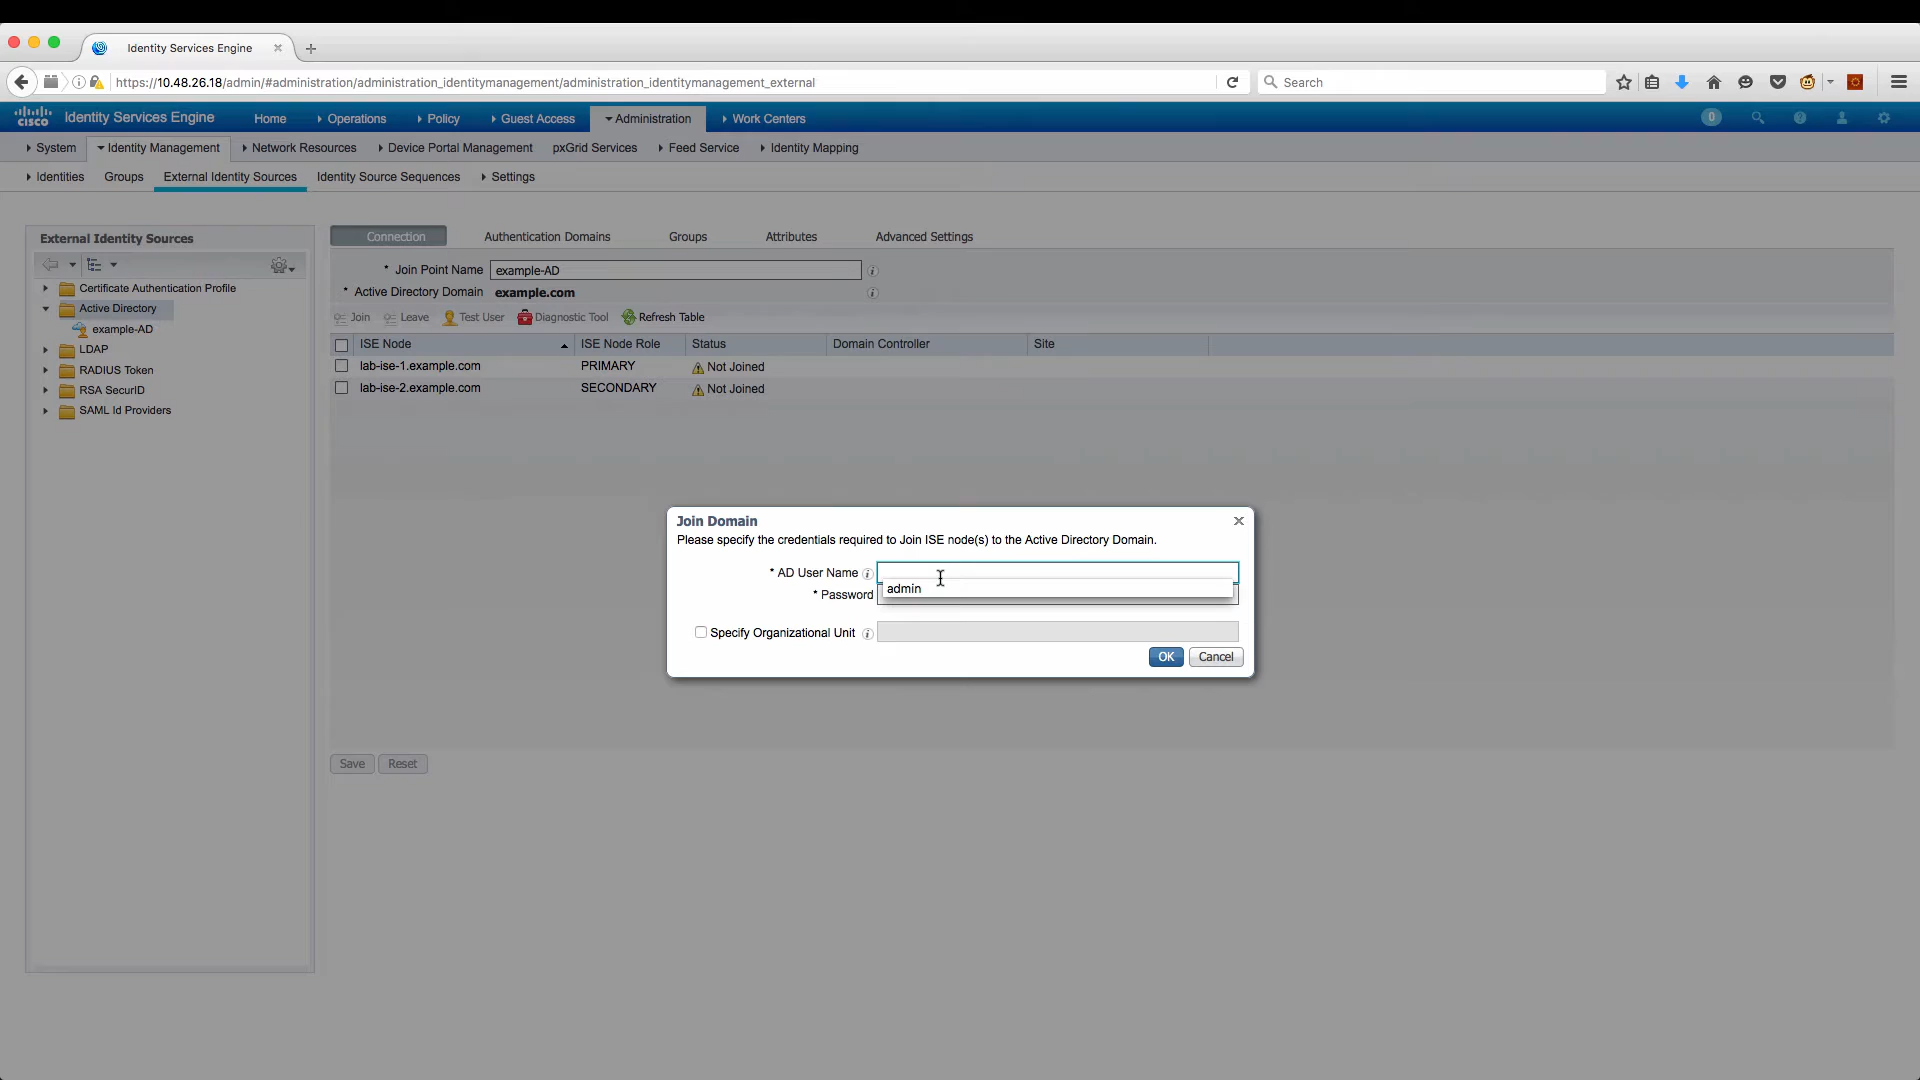 Identity Services Engine
https://10.48.26.18/admin/#administration/administration_identitymanagement/administration_identitymanagement_external
Search
cisco Identity Services Engine Home Operations Policy Guest Access Administration Work Centers 0
System Identity Management Network Resources Device Portal Management pxGrid Services Feed Service Identity Mapping
Identities Groups External Identity Sources Identity Source Sequences Settings
External Identity Sources
Certificate Authentication Profile
Active Directory
example-AD
LDAP
RADIUS Token
RSA SecurID
SAML Id Providers
Connection Authentication Domains Groups Attributes Advanced Settings
* Join Point Name example-AD
* Active Directory Domain example.com
Join Leave Test User Diagnostic Tool Refresh Table
ISE Node ISE Node Role Status Domain Controller Site
lab-ise-1.example.com PRIMARY Not Joined
lab-ise-2.example.com SECONDARY Not Joined
Join Domain
Please specify the credentials required to Join ISE node(s) to the Active Directory Domain.
* AD User Name
admin
* Password
Specify Organizational Unit
OK Cancel
Save Reset